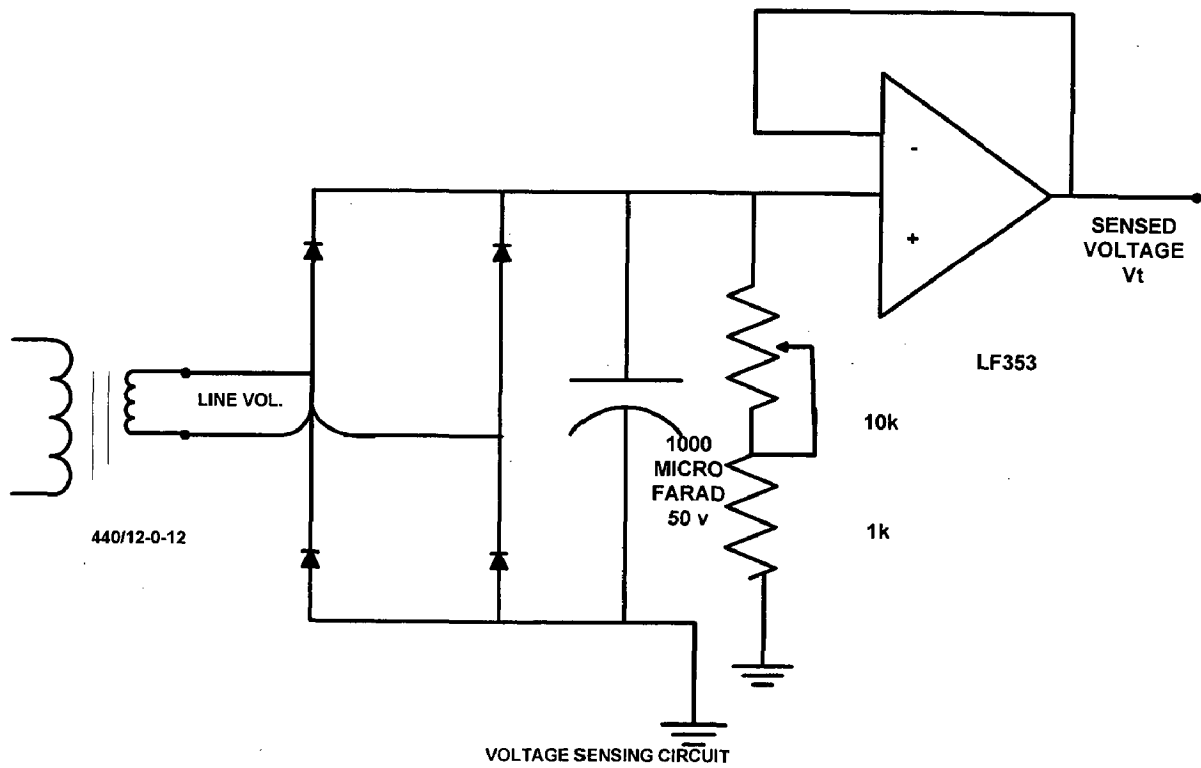 -
+
SENSED
VOLTAGE
Vt
LF353
LINE VOL.
10k
1000
MICRO
FARAD
50 v
1k
440/12-0-12
VOLTAGE SENSING CIRCUIT